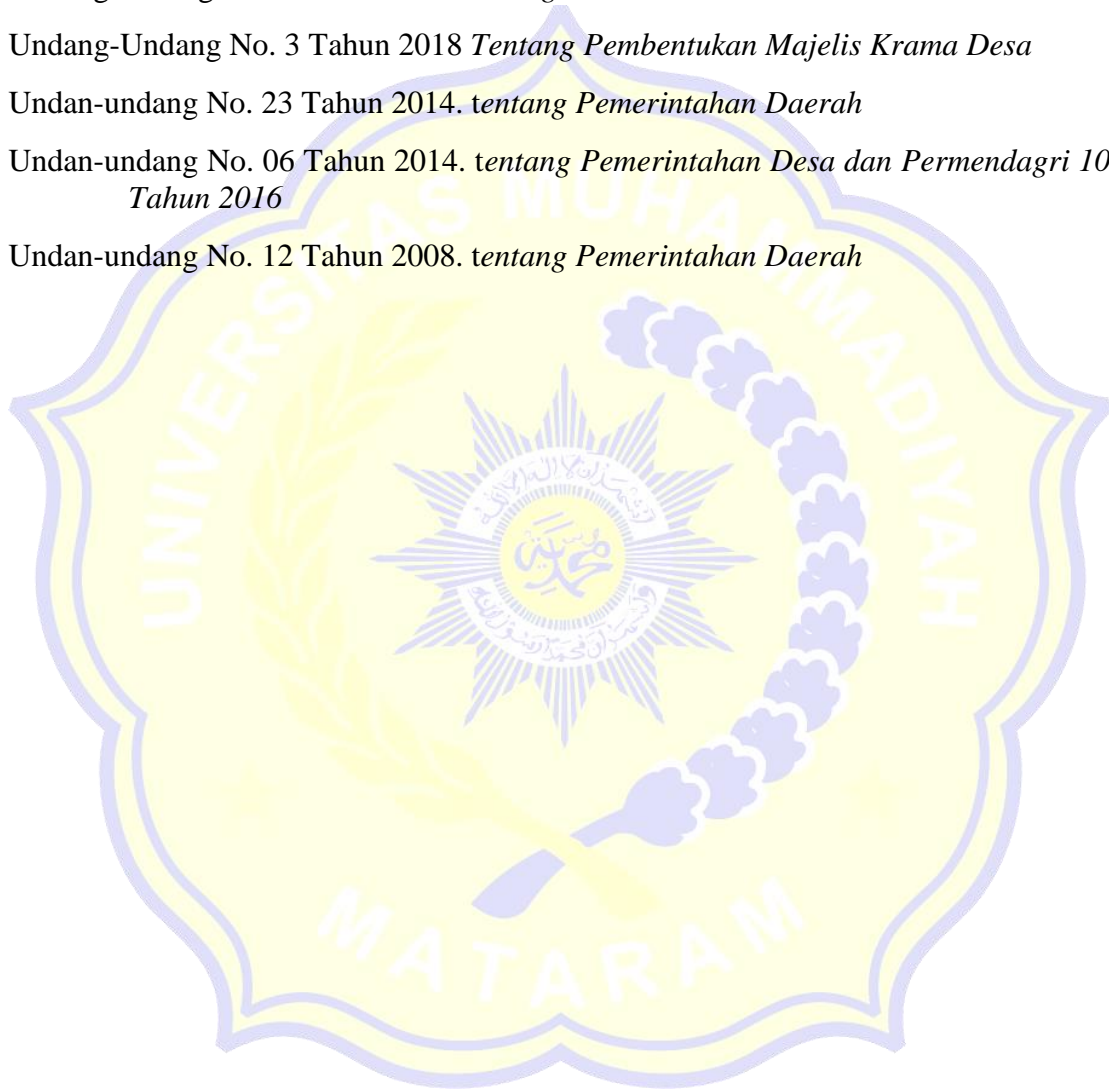 Undang-Undang No. 3 Tahun 2018 Tentang Pembentukan Majelis Krama Desa
Undan-undang No. 23 Tahun 2014. tentang Pemerintahan Daerah
Undan-undang No. 06 Tahun 2014. tentang Pemerintahan Desa dan Permendagri 10
Tahun 2016
Undan-undang No. 12 Tahun 2008. tentang Pemerintahan Daerah
UNIVERSITAS MUHAMMADIYAH
MATARAM